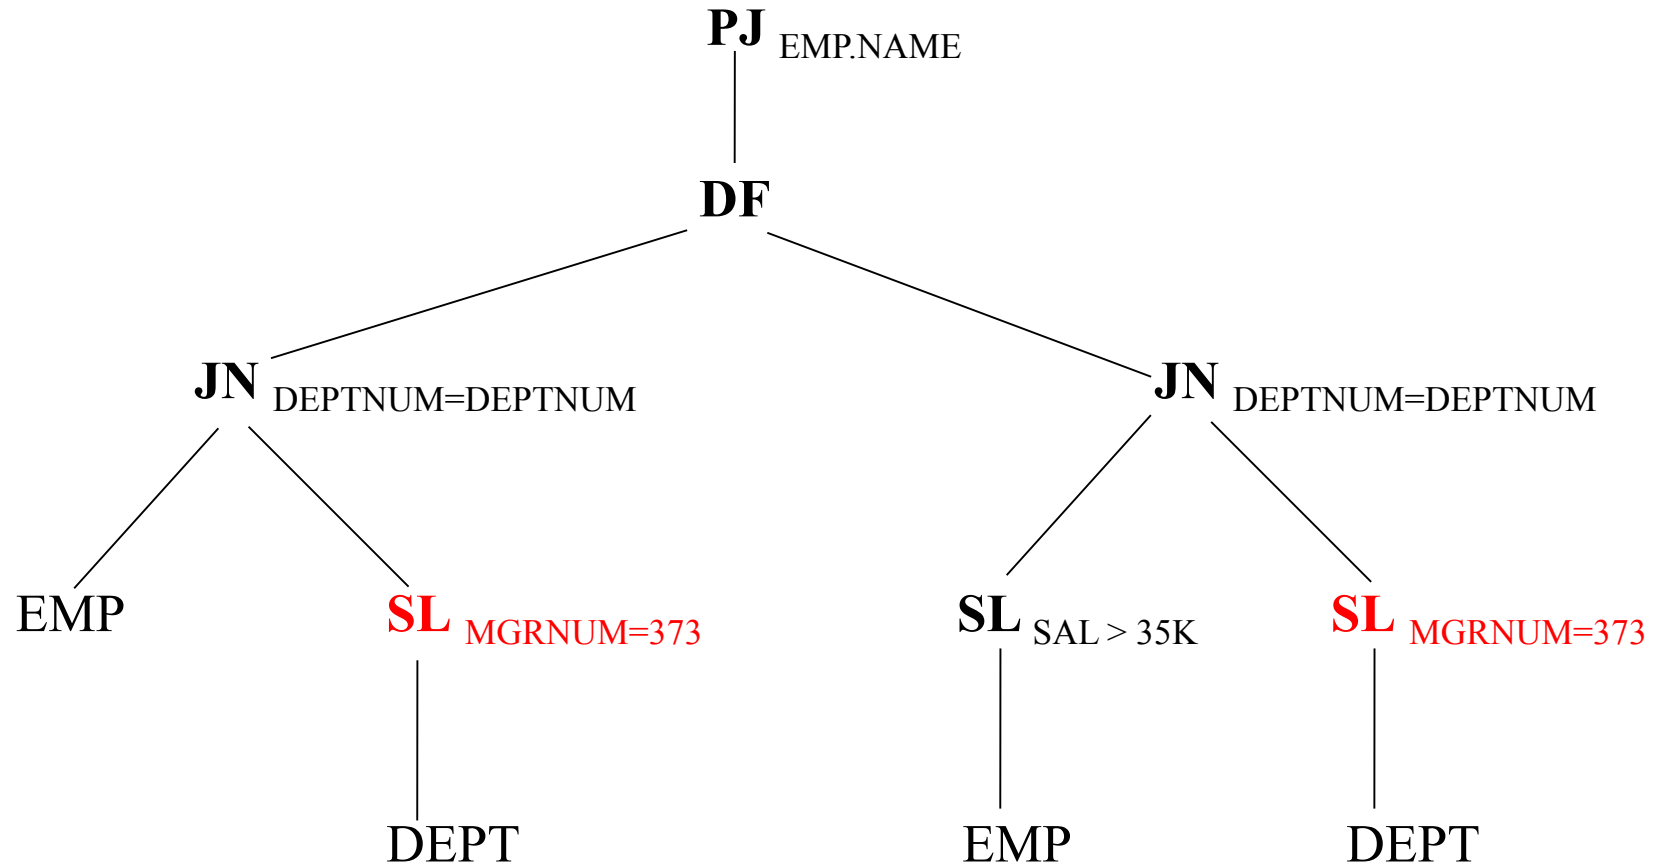 PJ EMP.NAME
DF
JN DEPTNUM=DEPTNUM
JN DEPTNUM=DEPTNUM
EMP
SL MGRNUM=373
SL SAL > 35K
SL MGRNUM=373
DEPT
EMP
DEPT